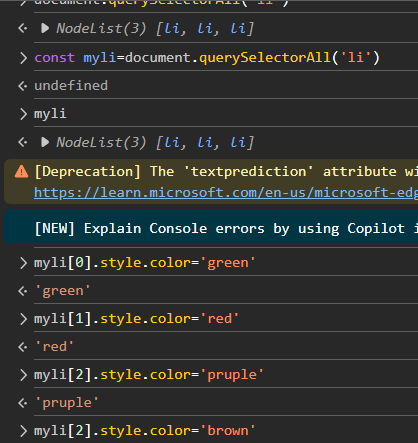 document.querySelectorAll('li')
NodeList(3) [li, li, li]
const myli=document.querySelectorAll('li')
undefined
myli
NodeList(3) [li, li, li]
[Deprecation] The 'textprediction' attribute wi
https://learn.microsoft.com/en-us/microsoft-edg
[NEW] Explain Console errors by using Copilot i
myli[0].style.color='green'
'green'
myli[1].style.color='red'
'red'
myli[2].style.color='pruple'
'pruple'
myli[2].style.color='brown'